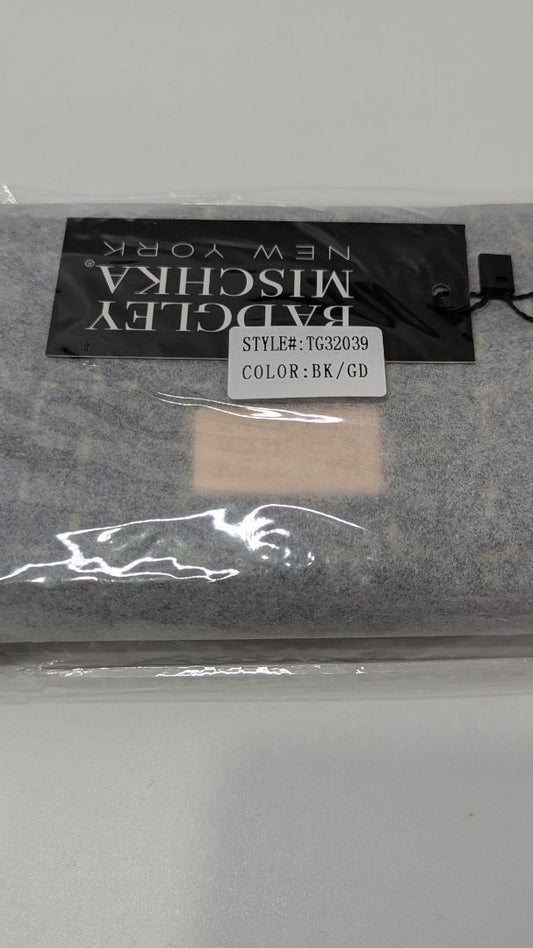 BADGLEY
MISCHKA®
NEW YORK
STYLE#:TG32039
COLOR:BK/GD